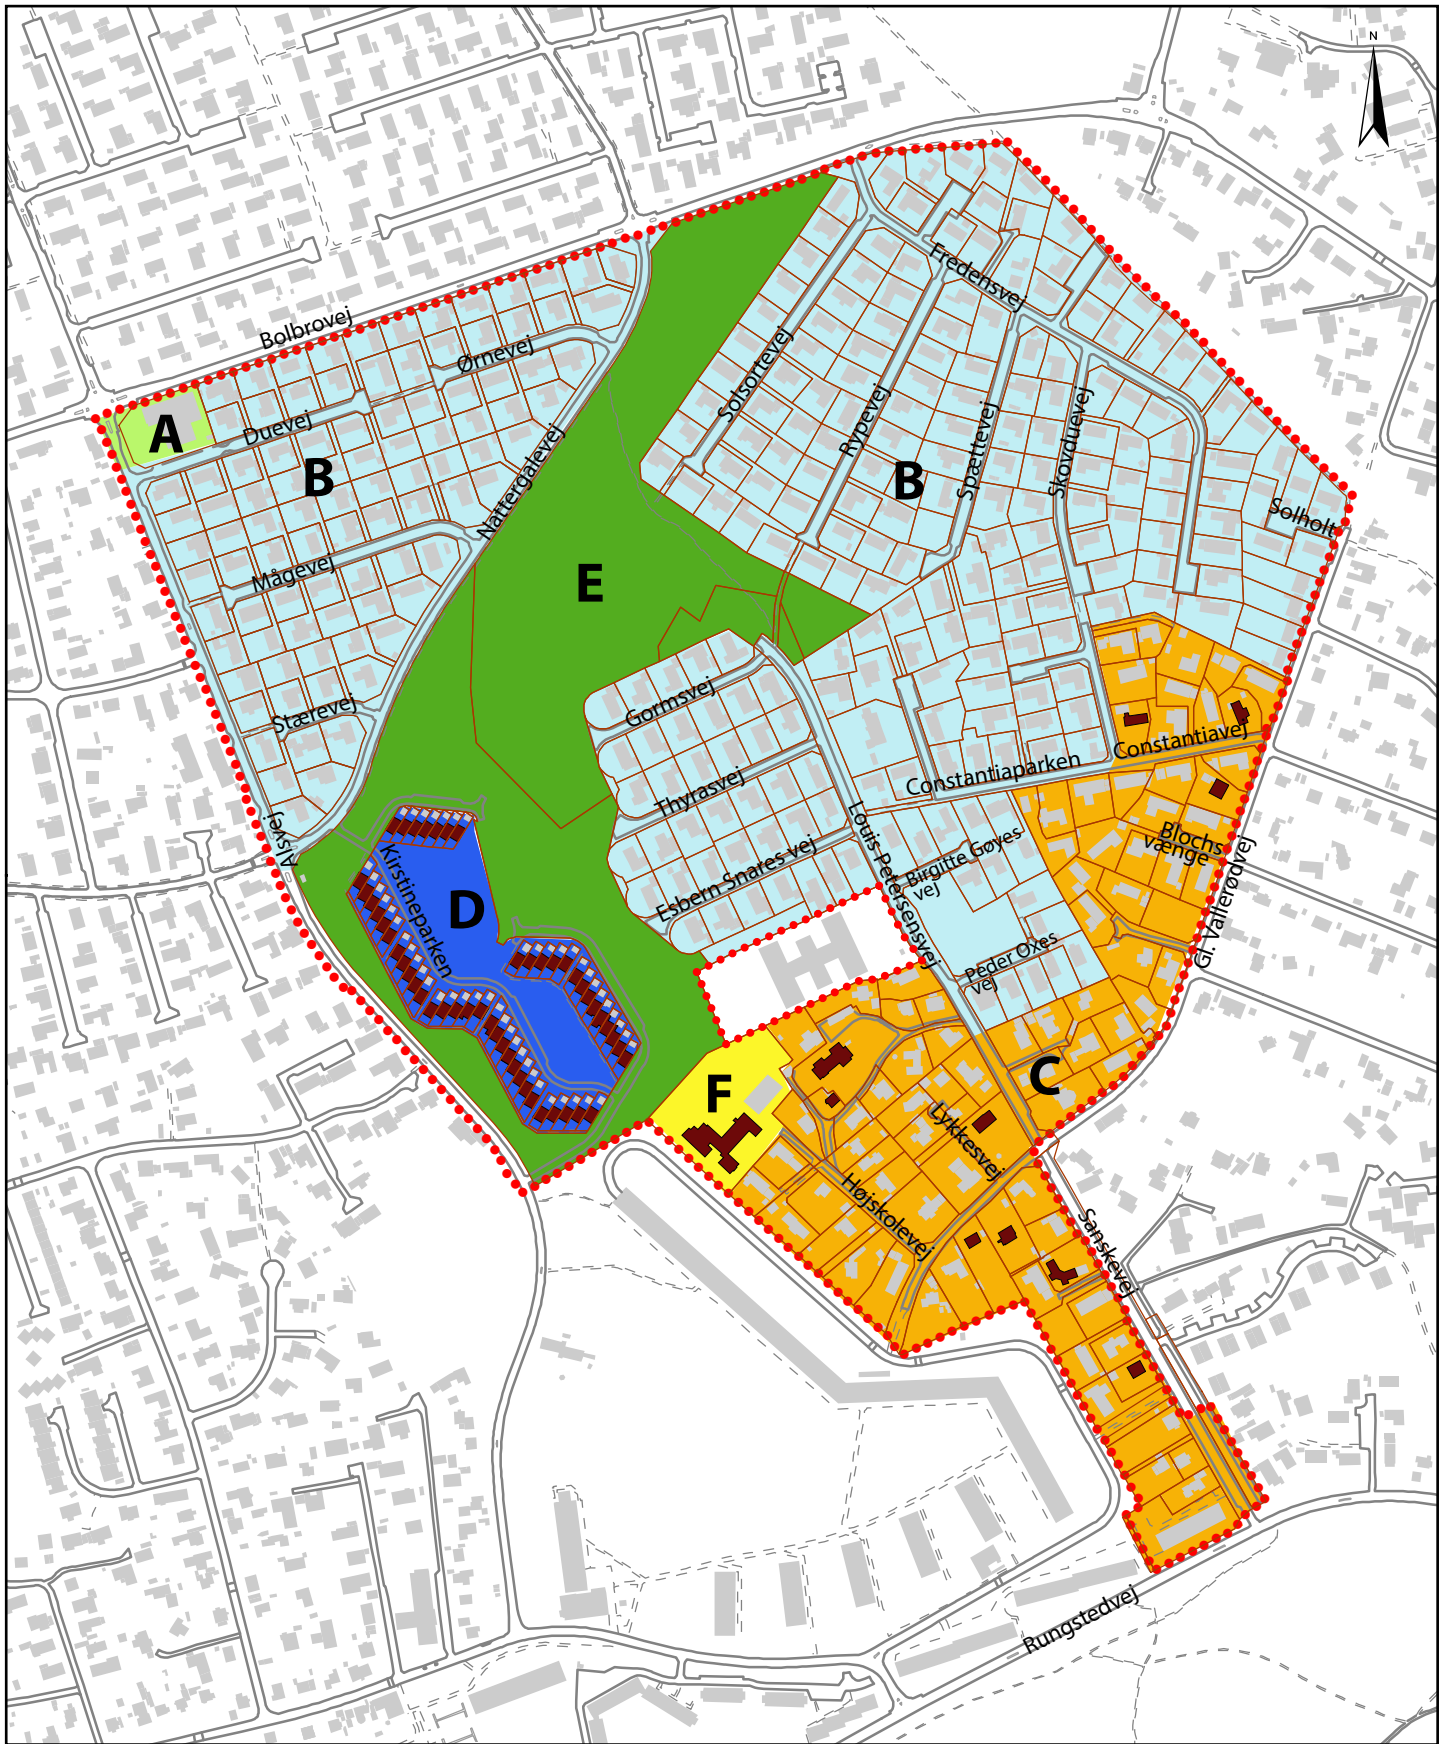 N
Fredensvej
Bolbrovej
Ørnevej
Solsortevej
A
Duevej
Rypevej
Spættevej
Skovduevej
Nattergalevej
B
B
Solholt
Mågevej
E
Stærevej
Gormsvej
Constantiavej
Thyrasvej
Constantiaparken
Alsvej
Louis Petersensvej
Blochs
vænge
Birgitte Gøyes
vej
Esbern Snares vej
Kirstineparken
D
Gl. Vallerødvej
Peder Oxes
vej
C
F
Lykkesvej
Højskolevej
Sanskevej
Rungstedvej